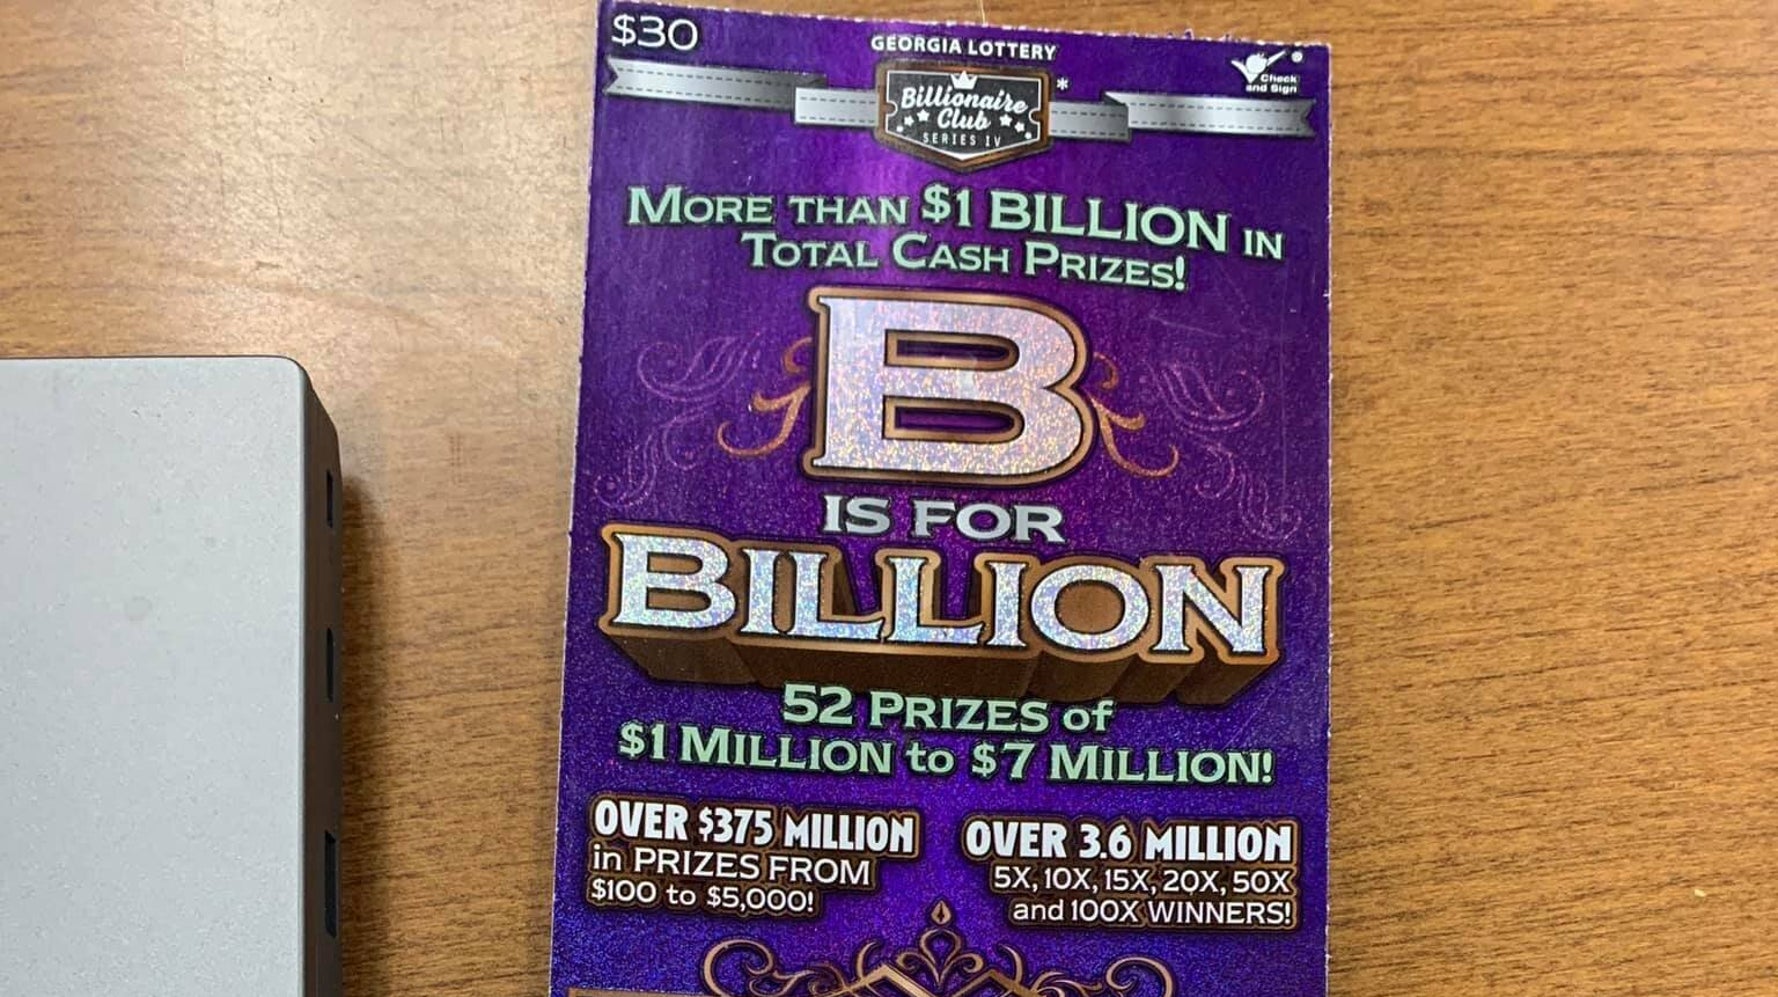 $30
GEORGIA LOTTERY
Check
and Sign
®
Billionaire
Club
SERIES IV
*
MORE THAN $1 BILLION IN
TOTAL CASH PRIZES!
B
IS FOR
BILLION
52 PRIZES of
$1 MILLION to $7 MILLION!
OVER $375 MILLION
in PRIZES FROM
$100 to $5,000!
OVER 3.6 MILLION
5X, 10X, 15X, 20X, 50X
and 100X WINNERS!